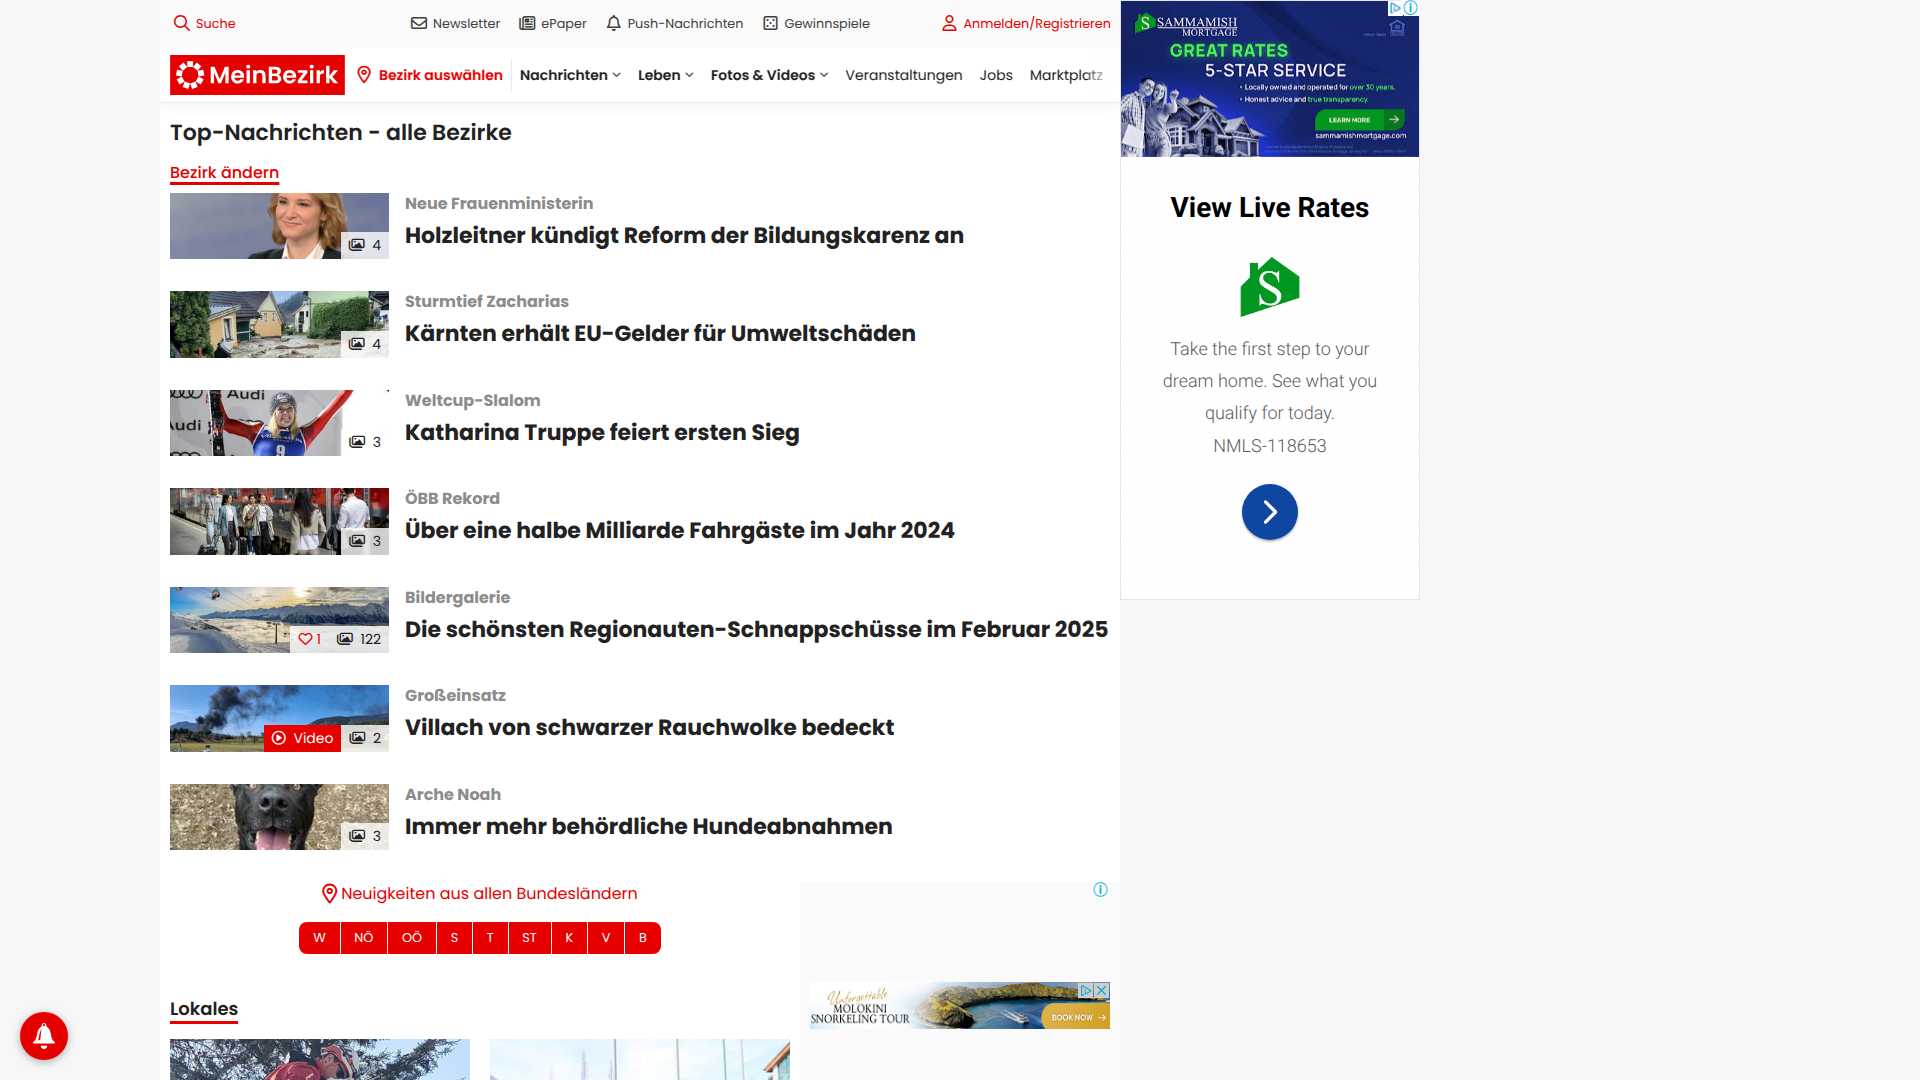 Suche
Newsletter
ePaper
Push-Nachrichten
Gewinnspiele
Anmelden/Registrieren
MeinBezirk
Bezirk auswählen
Nachrichten
Leben
Fotos & Videos
Veranstaltungen
Jobs
Marktplatz
Top-Nachrichten - alle Bezirke
Bezirk ändern
Neue Frauenministerin
Holzleitner kündigt Reform der Bildungskarenz an
4
Sturmtief Zacharias
Kärnten erhält EU-Gelder für Umweltschäden
4
Weltcup-Slalom
Katharina Truppe feiert ersten Sieg
Audi
9
3
ÖBB Rekord
Über eine halbe Milliarde Fahrgäste im Jahr 2024
3
Bildergalerie
Die schönsten Regionauten-Schnappschüsse im Februar 2025
1
122
Großeinsatz
Villach von schwarzer Rauchwolke bedeckt
Video
2
Arche Noah
Immer mehr behördliche Hundeabnahmen
3
Neuigkeiten aus allen Bundesländern
W NÖ OÖ S T ST K V B
Lokales
S SAMMAMISH
MORTGAGE
GREAT RATES
5-STAR SERVICE
• Locally owned and operated for over 30 years.
• Honest advice and true transparency.
LEARN MORE
sammamishmortgage.com
View Live Rates
S
Take the first step to your
dream home. See what you
qualify for today.
NMLS-118653
Unforgettable
MOLOKINI
SNORKELING TOUR
BOOK NOW